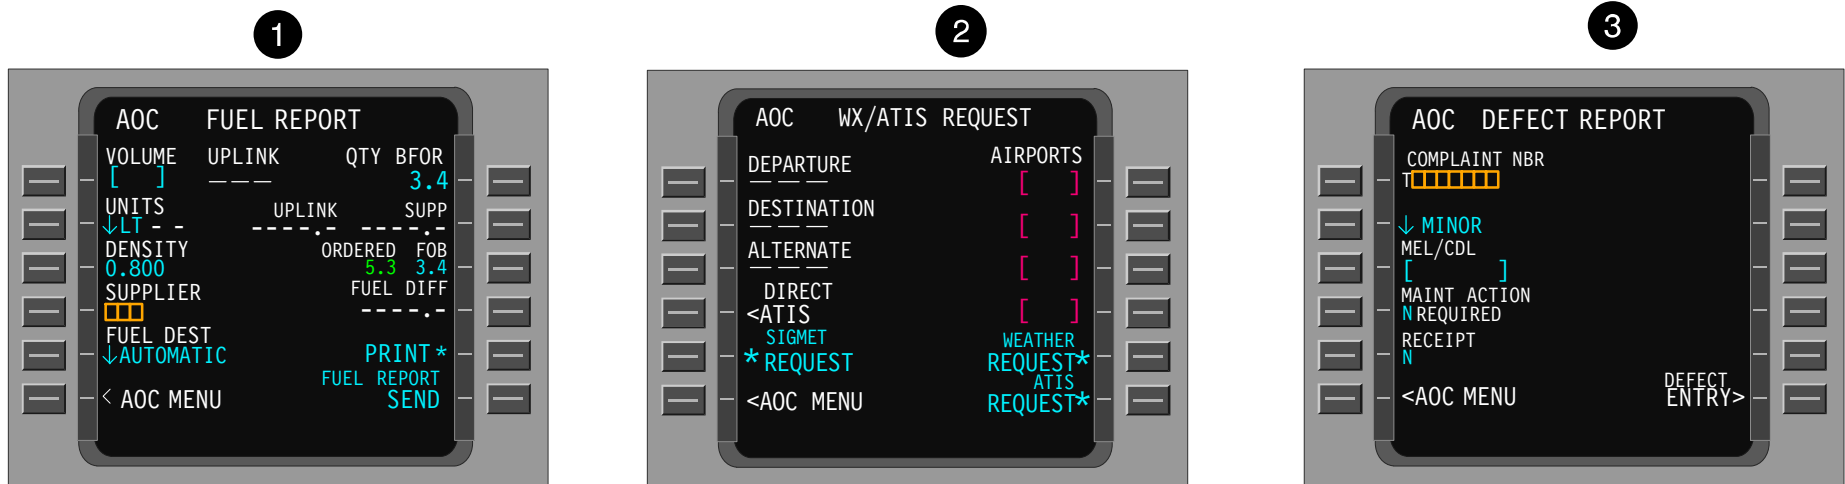 1
AOC FUEL REPORT
VOLUME UPLINK QTY BFOR
[ ] ——— 3.4
UNITS UPLINK SUPP
↓LT - - ----.- ----.-
DENSITY ORDERED FOB
0.800 5.3 3.4
SUPPLIER FUEL DIFF
□□□ ----.-
FUEL DEST
↓AUTOMATIC PRINT*
FUEL REPORT
< AOC MENU SEND
2
AOC WX/ATIS REQUEST
DEPARTURE AIRPORTS
——— [ ]
DESTINATION
——— [ ]
ALTERNATE
——— [ ]
DIRECT
<ATIS [ ]
SIGMET WEATHER
*REQUEST REQUEST*
ATIS
<AOC MENU REQUEST*
3
AOC DEFECT REPORT
COMPLAINT NBR
T□□□□□□□
↓ MINOR
MEL/CDL
[ ]
MAINT ACTION
N REQUIRED
RECEIPT
N
DEFECT
<AOC MENU ENTRY>